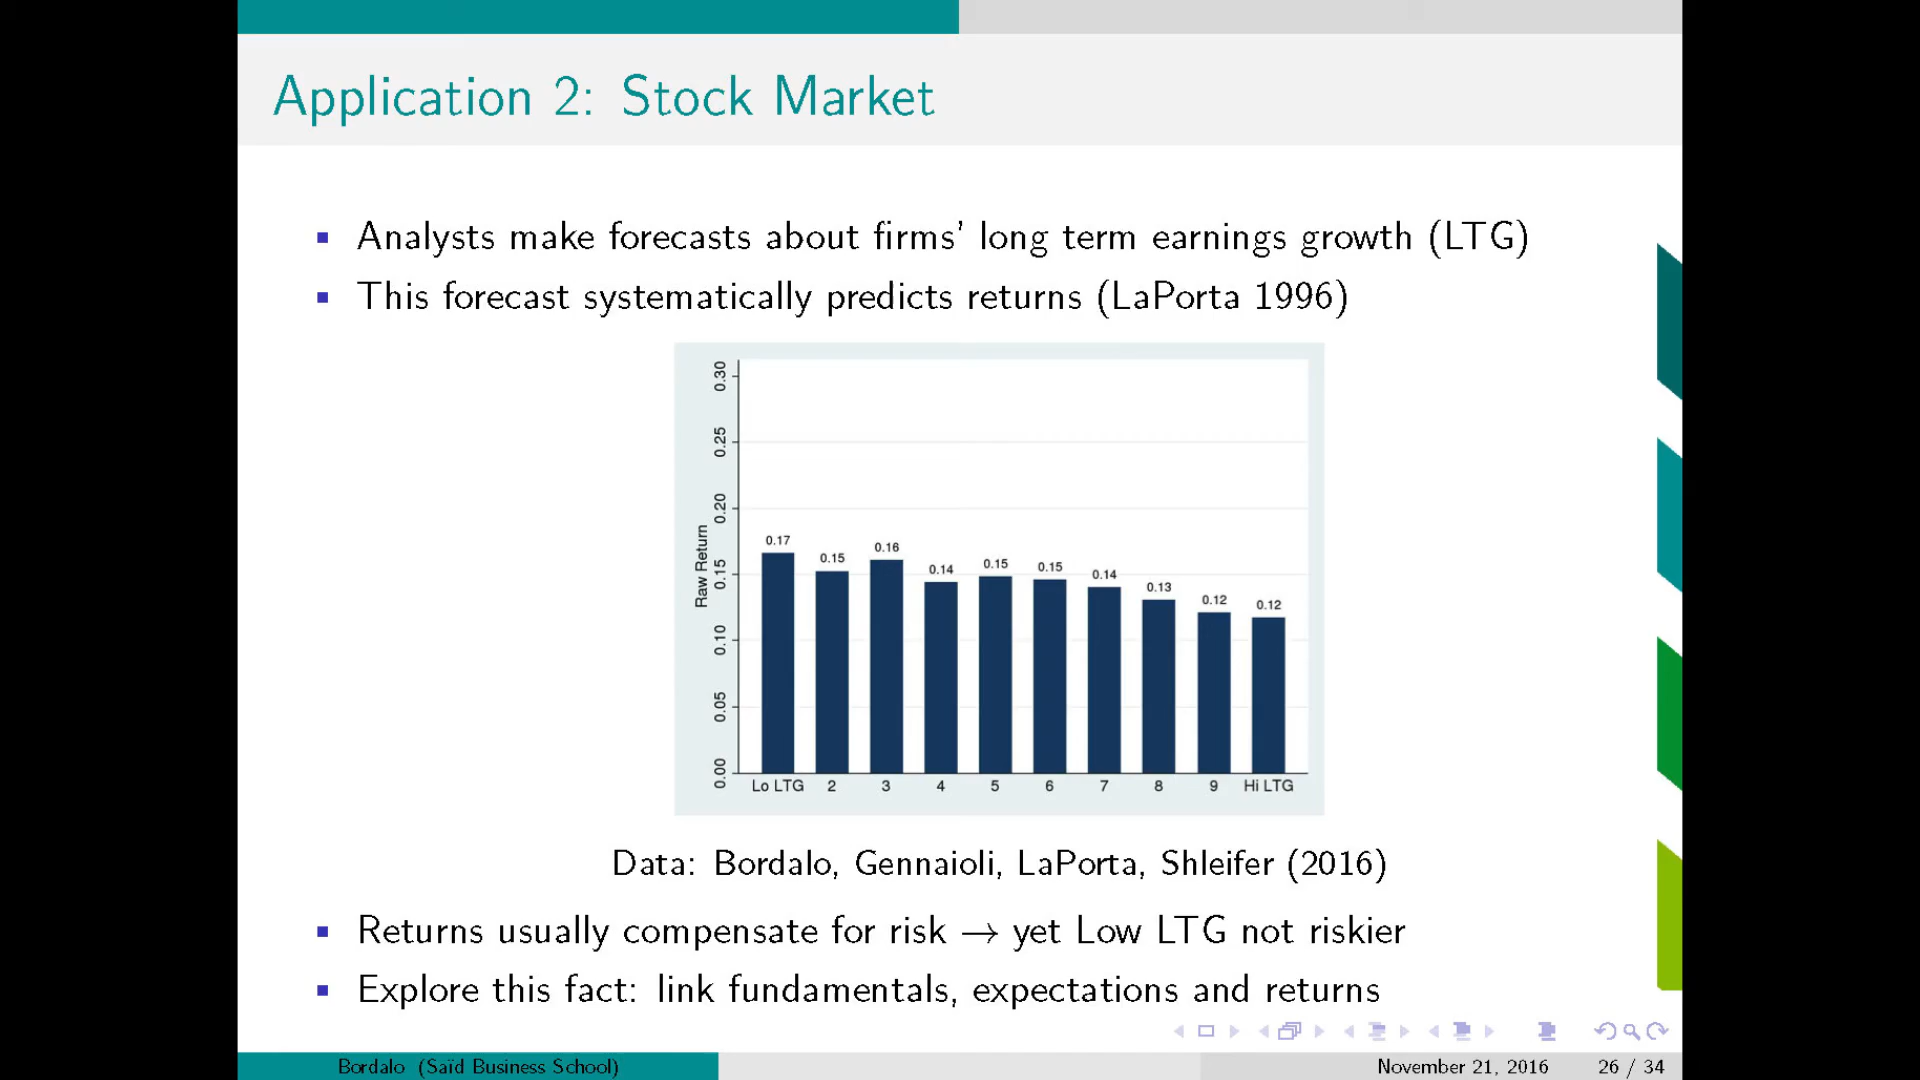 Application 2: Stock Market
Analysts make forecasts about firms' long term earnings growth (LTG)
This forecast systematically predicts returns (LaPorta 1996)
Raw Return
0.30
0.25
0.20
0.15
0.10
0.05
0.00
0.17 0.15 0.16 0.14 0.15 0.15 0.14 0.13 0.12 0.12
Lo LTG 2 3 4 5 6 7 8 9 Hi LTG
Data: Bordalo, Gennaioli, LaPorta, Shleifer (2016)
Returns usually compensate for risk → yet Low LTG not riskier
Explore this fact: link fundamentals, expectations and returns
Bordalo (Saïd Business School) November 21, 2016 26 / 34